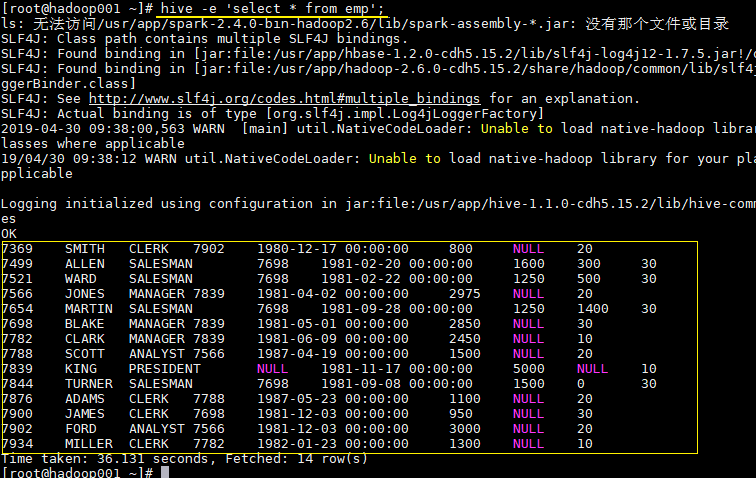 [root@hadoop001 ~]# hive -e 'select * from emp';
ls: 无法访问/usr/app/spark-2.4.0-bin-hadoop2.6/lib/spark-assembly-*.jar: 没有那个文件或目录
SLF4J: Class path contains multiple SLF4J bindings.
SLF4J: Found binding in [jar:file:/usr/app/hbase-1.2.0-cdh5.15.2/lib/slf4j-log4j12-1.7.5.jar!/
SLF4J: Found binding in [jar:file:/usr/app/hadoop-2.6.0-cdh5.15.2/share/hadoop/common/lib/slf4j
ggerBinder.class]
SLF4J: See http://www.slf4j.org/codes.html#multiple_bindings for an explanation.
SLF4J: Actual binding is of type [org.slf4j.impl.Log4jLoggerFactory]
2019-04-30 09:38:00,563 WARN  [main] util.NativeCodeLoader: Unable to load native-hadoop librar
lasses where applicable
19/04/30 09:38:12 WARN util.NativeCodeLoader: Unable to load native-hadoop library for your pla
pplicable
Logging initialized using configuration in jar:file:/usr/app/hive-1.1.0-cdh5.15.2/lib/hive-com
es
OK
7369 SMITH CLERK 7902 1980-12-17 00:00:00 800 NULL 20
7499 ALLEN SALESMAN 7698 1981-02-20 00:00:00 1600 300 30
7521 WARD SALESMAN 7698 1981-02-22 00:00:00 1250 500 30
7566 JONES MANAGER 7839 1981-04-02 00:00:00 2975 NULL 20
7654 MARTIN SALESMAN 7698 1981-09-28 00:00:00 1250 1400 30
7698 BLAKE MANAGER 7839 1981-05-01 00:00:00 2850 NULL 30
7782 CLARK MANAGER 7839 1981-06-09 00:00:00 2450 NULL 10
7788 SCOTT ANALYST 7566 1987-04-19 00:00:00 1500 NULL 20
7839 KING PRESIDENT NULL 1981-11-17 00:00:00 5000 NULL 10
7844 TURNER SALESMAN 7698 1981-09-08 00:00:00 1500 0 30
7876 ADAMS CLERK 7788 1987-05-23 00:00:00 1100 NULL 20
7900 JAMES CLERK 7698 1981-12-03 00:00:00 950 NULL 30
7902 FORD ANALYST 7566 1981-12-03 00:00:00 3000 NULL 20
7934 MILLER CLERK 7782 1982-01-23 00:00:00 1300 NULL 10
Time taken: 36.131 seconds, Fetched: 14 row(s)
[root@hadoop001 ~]#